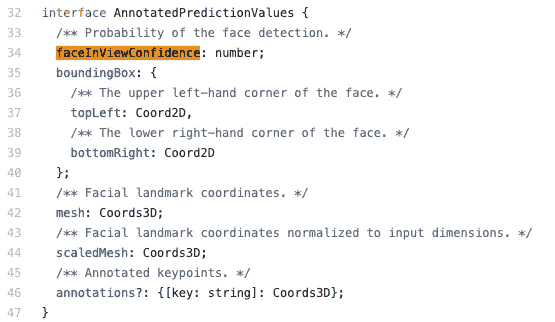 32 interface AnnotatedPredictionValues {
33 /** Probability of the face detection. */
34 faceInViewConfidence: number;
35 boundingBox: {
36 /** The upper left-hand corner of the face. */
37 topLeft: Coord2D,
38 /** The lower right-hand corner of the face. */
39 bottomRight: Coord2D
40 };
41 /** Facial landmark coordinates. */
42 mesh: Coords3D;
43 /** Facial landmark coordinates normalized to input dimensions. */
44 scaledMesh: Coords3D;
45 /** Annotated keypoints. */
46 annotations?: {[key: string]: Coords3D};
47 }